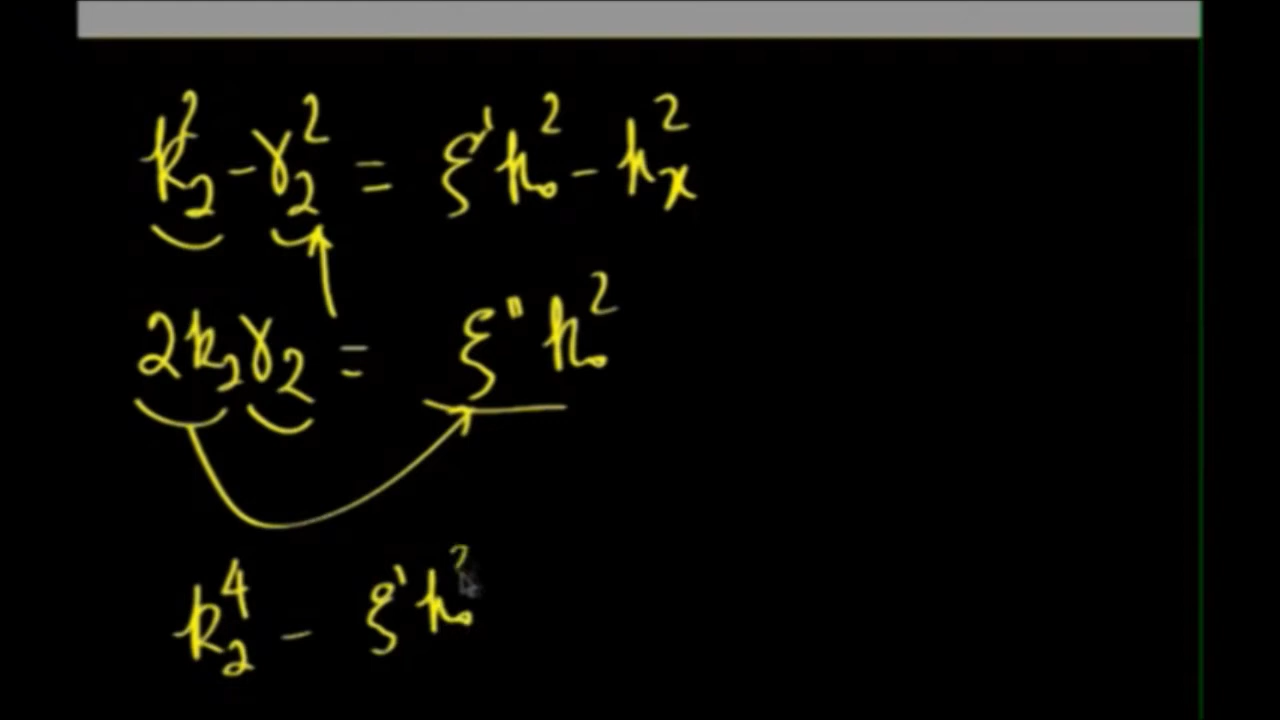 k₂² - γ₂² = ξ' k₀² - kₓ²
2k₂γ₂ = ξ'' k₀²
k₂⁴ - ξ' k₀²